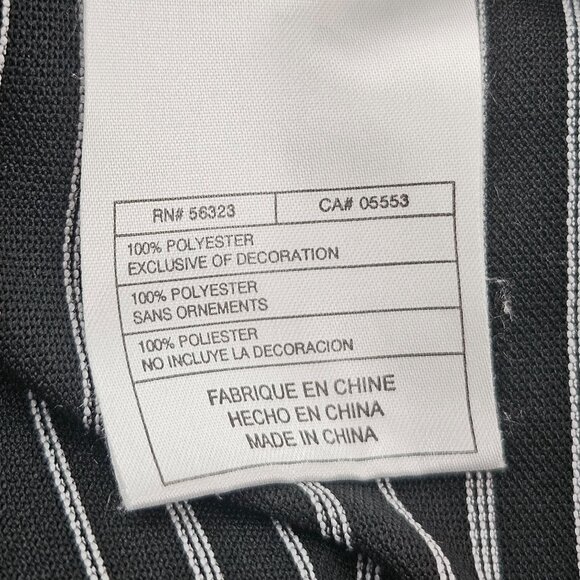 RN# 56323 CA# 05553
100% POLYESTER
EXCLUSIVE OF DECORATION
100% POLYESTER
SANS ORNEMENTS
100% POLIESTER
NO INCLUYE LA DECORACION
FABRIQUE EN CHINE
HECHO EN CHINA
MADE IN CHINA